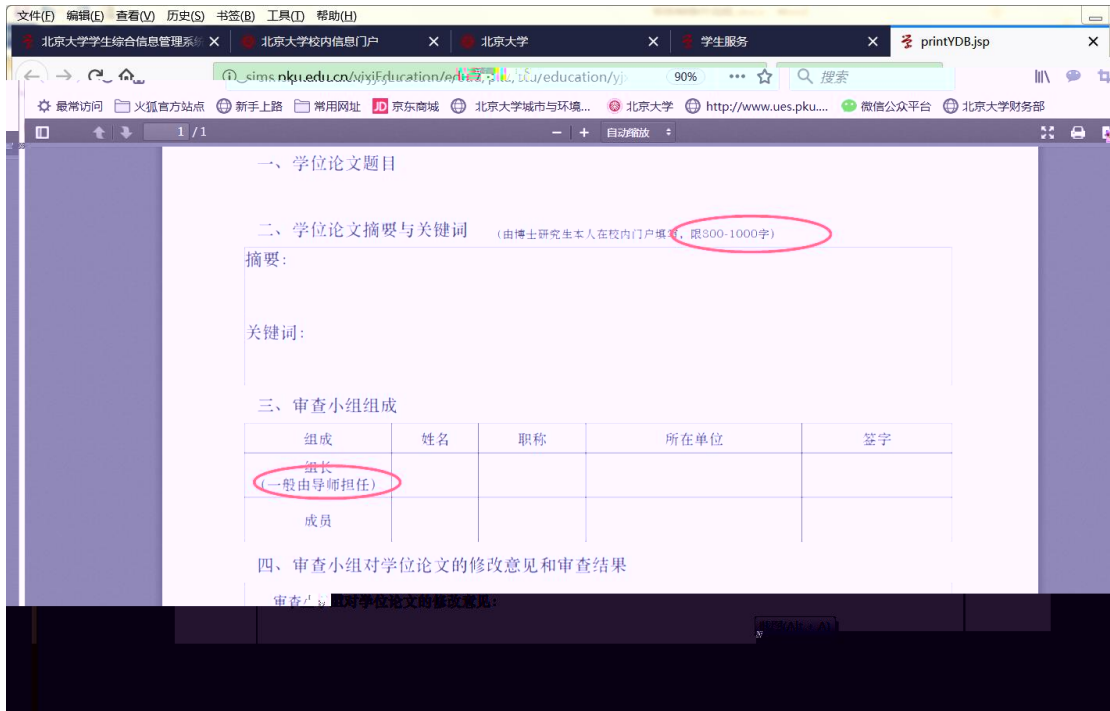 文件(F) 编辑(E) 查看(V) 历史(S) 书签(B) 工具(T) 帮助(H)
北京大学学生综合信息管理系统 北京大学校内信息门户 北京大学 学生服务 printYDB.jsp
90% 搜索
最常访问 火狐官方站点 新手上路 常用网址 JD 京东商城 北京大学城市与环境... 北京大学 http://www.ues.pku.... 微信公众平台 北京大学财务部
1 / 1 自动缩放
一、学位论文题目
二、学位论文摘要与关键词 (由博士研究生本人在校内门户填写，限800-1000字)
摘要:
关键词:
三、审查小组组成
组成 姓名 职称 所在单位 签字
组长
(一般由导师担任)
成员
四、审查小组对学位论文的修改意见和审查结果
审查小组对学位论文的修改意见: